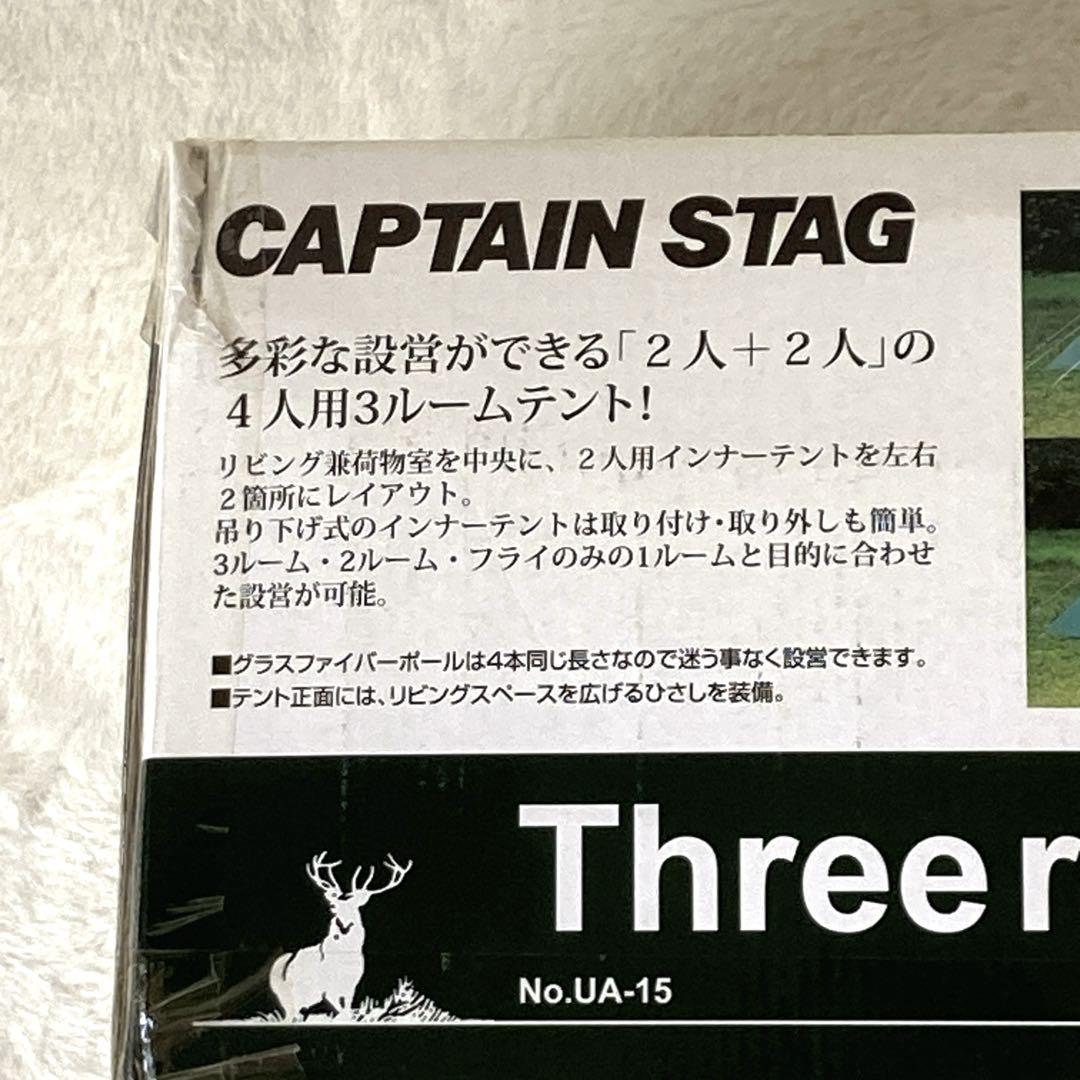 CAPTAIN STAG
多彩な設営ができる「２人＋２人」の
４人用3ルームテント!
リビング兼荷物室を中央に、２人用インナーテントを左右
２箇所にレイアウト。
吊り下げ式のインナーテントは取り付け・取り外しも簡単。
3ルーム・2ルーム・フライのみの1ルームと目的に合わせ
た設営が可能。
■グラスファイバーポールは4本同じ長さなので迷う事なく設営できます。
■テント正面には、リビングスペースを広げるひさしを装備。
Three r
No.UA-15